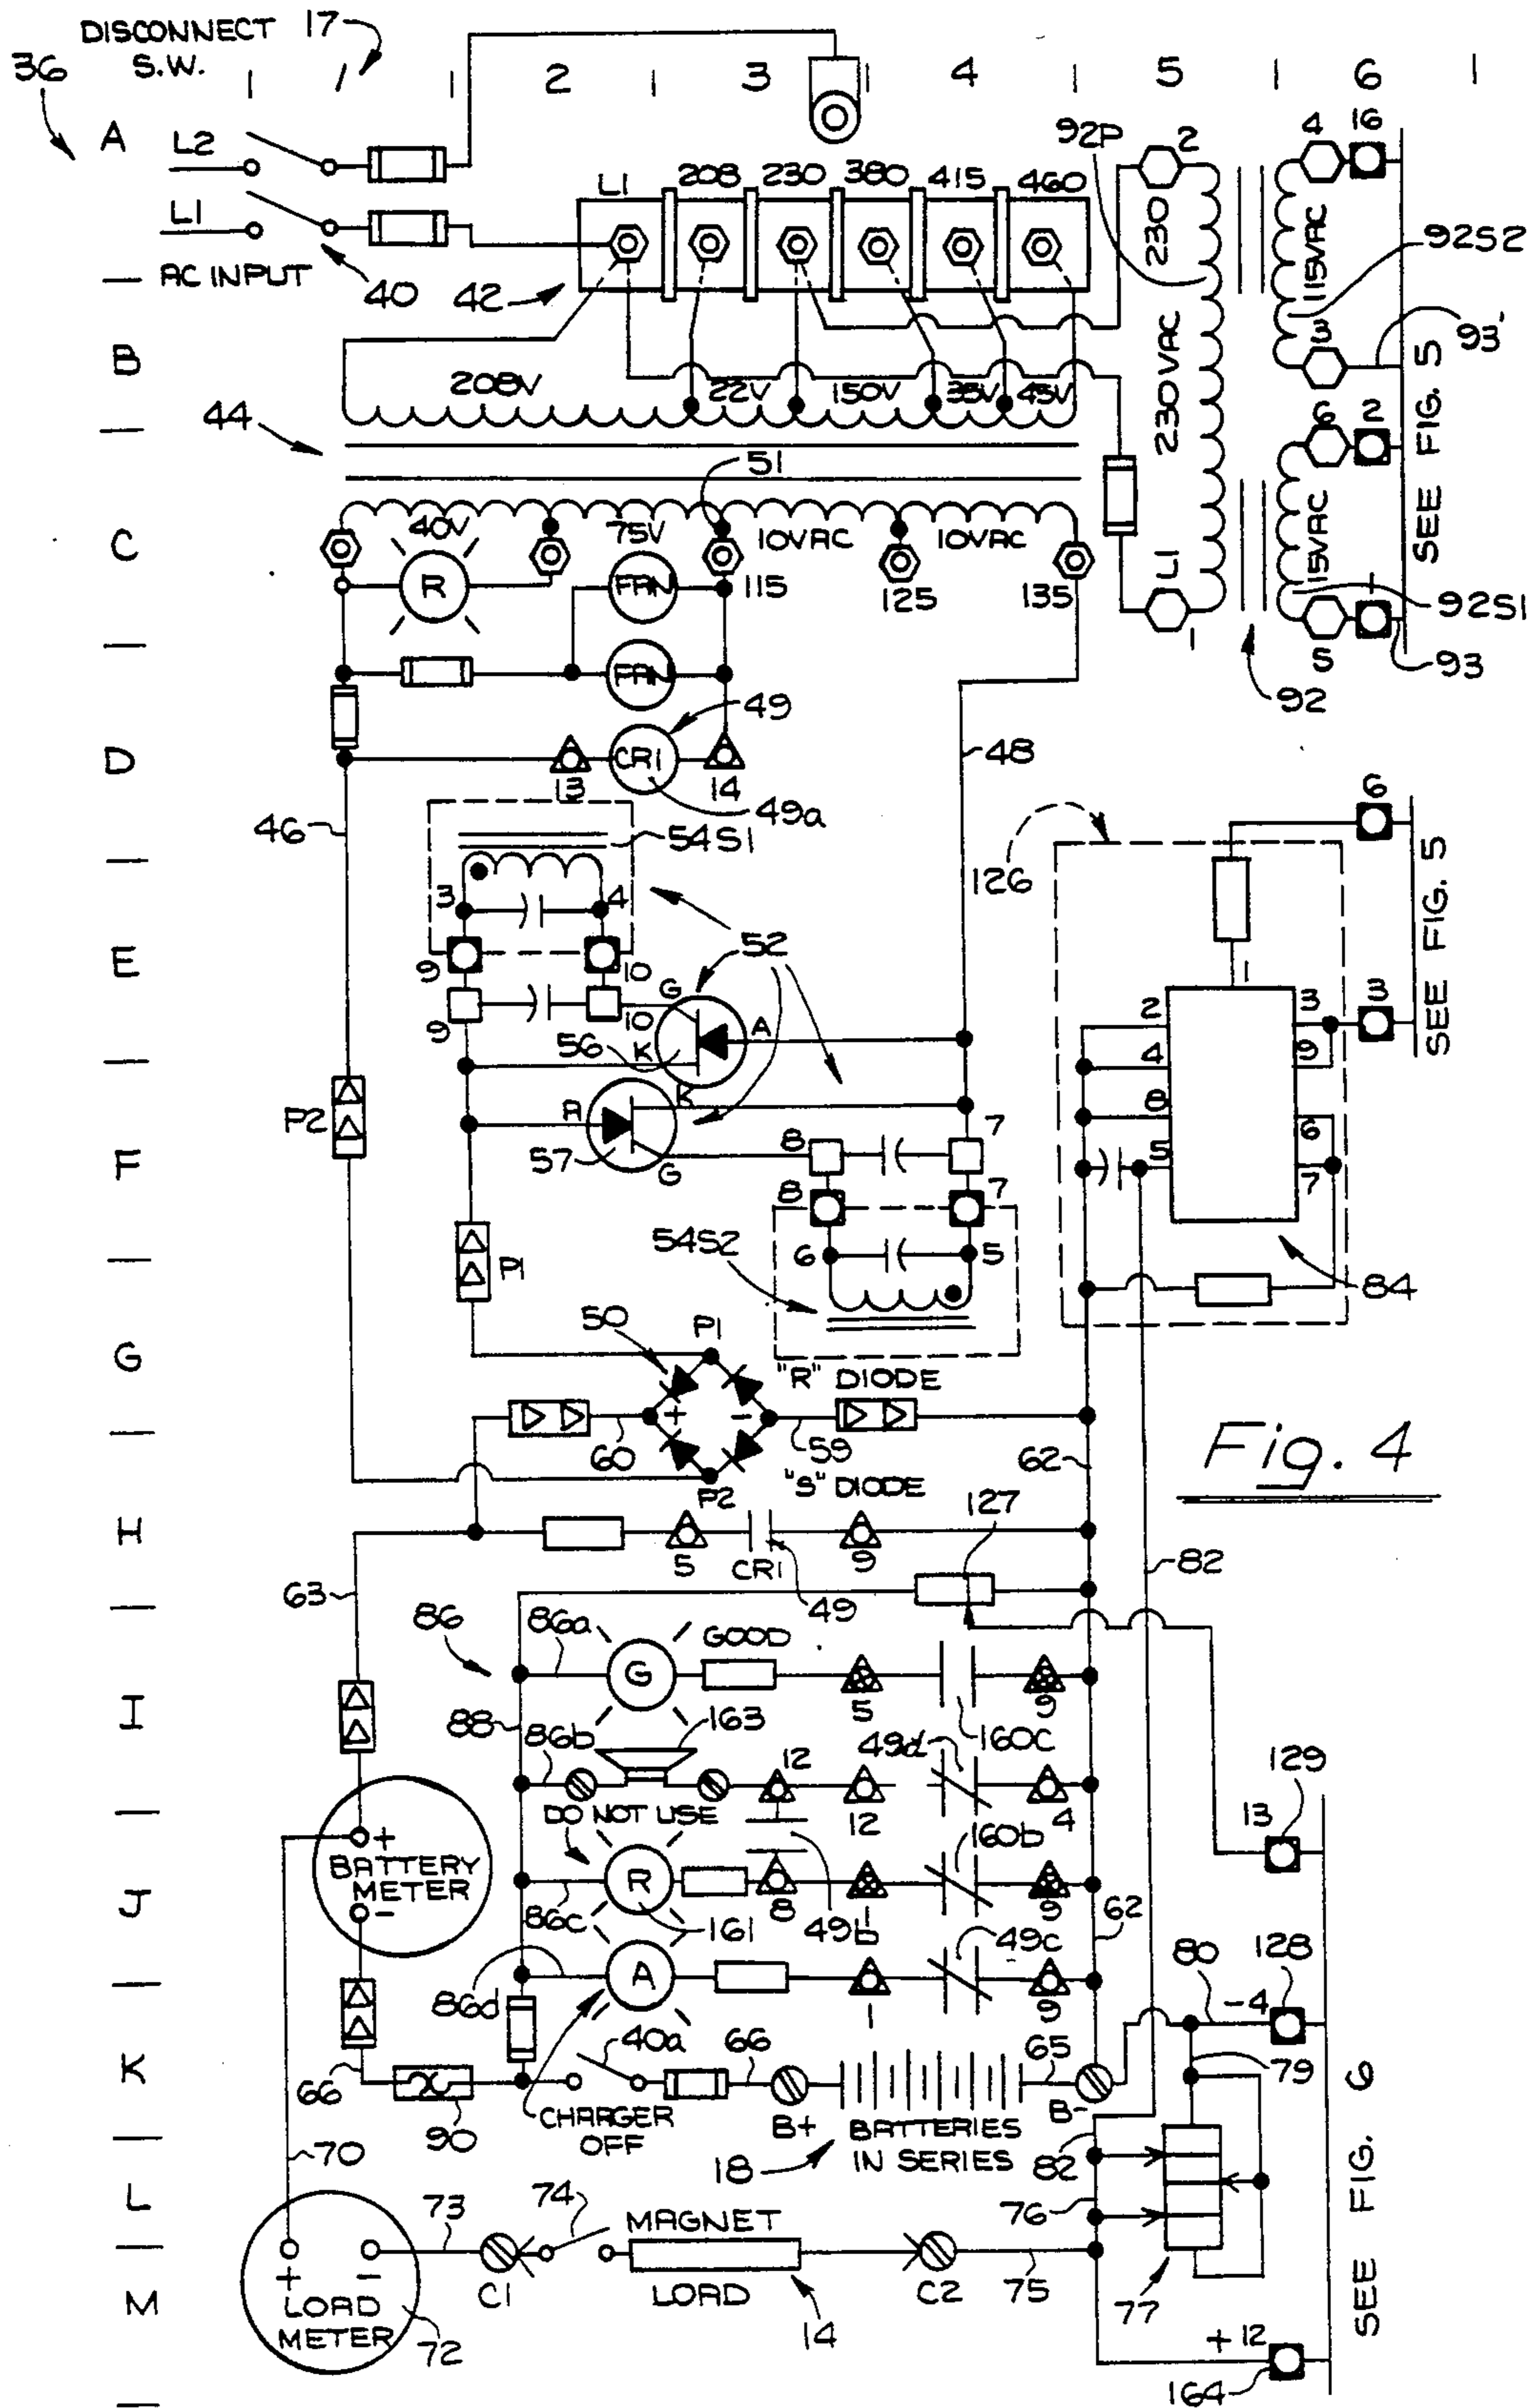 DISCONNECT 17
36 S.W. 1 2 3 4 5 6
A L2
92P 2 4 16
L1 208 230 380 415 460
L1
230 115VAC 92S2
AC INPUT 40 42
B 3 93'
230VAC
208V 22V 150V 35V 45V
44 6 2
SEE FIG. 5
51
C 40V 75V 10VAC 10VAC
R FAN 115 125 135 L1 15VAC 1
1 92S1
FAN S 93
49 92
D CR1 48
13 14
49a 6
46 54S1
126
3 4
52 SEE FIG. 5
E 9 10 1
G 2 3 3
9 10 A
56 K 4 9
K
P2 A 8 6
F 57 8 7 5 7
G
8 7
54S2 6 5
P1 84
50 P1
G "R" DIODE
+ -
60 59 Fig. 4
62
P2 "S" DIODE
127
H
5 CR1 9
82
63 49
86 86a GOOD
G
I 5 9
88 163 160C
86b 49d
12 129
DO NOT USE 12 4 13
+ 160b
BATTERY
METER
J R
- 8 1 9
86c 161 49b 62
49c 80 128
A
86d 1 9 -4
40a
K 66 66 65 79
B+ B-
90 CHARGER
OFF BATTERIES
IN SERIES
70 18 82
L 73 74 MAGNET 76
SEE FIG. 6
+ - C1 C2 75
M LOAD LOAD 77
METER 72 14
+12
164